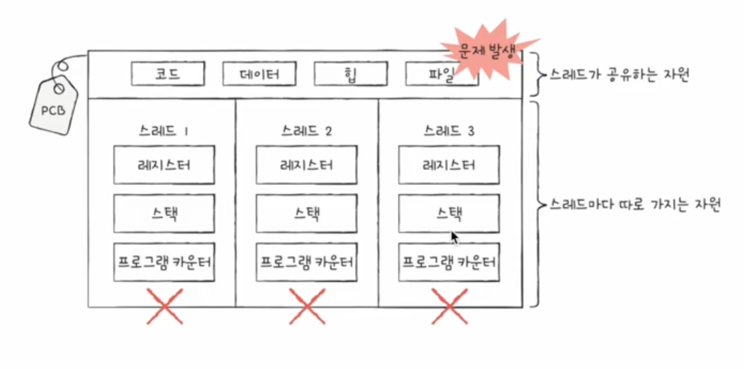 문제 발생
코드 데이터 힙 파일
스레드가 공유하는 자원
PCB
스레드 1 스레드 2 스레드 3
레지스터 레지스터 레지스터
스택 스택 스택
스레드마다 따로 가지는 자원
프로그램 카운터 프로그램 카운터 프로그램 카운터